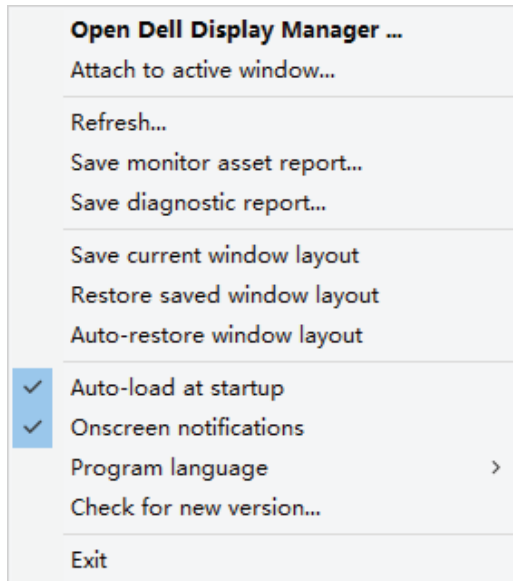 Open Dell Display Manager ...
Attach to active window...
Refresh...
Save monitor asset report...
Save diagnostic report...
Save current window layout
Restore saved window layout
Auto-restore window layout
Auto-load at startup
Onscreen notifications
Program language
Check for new version...
Exit